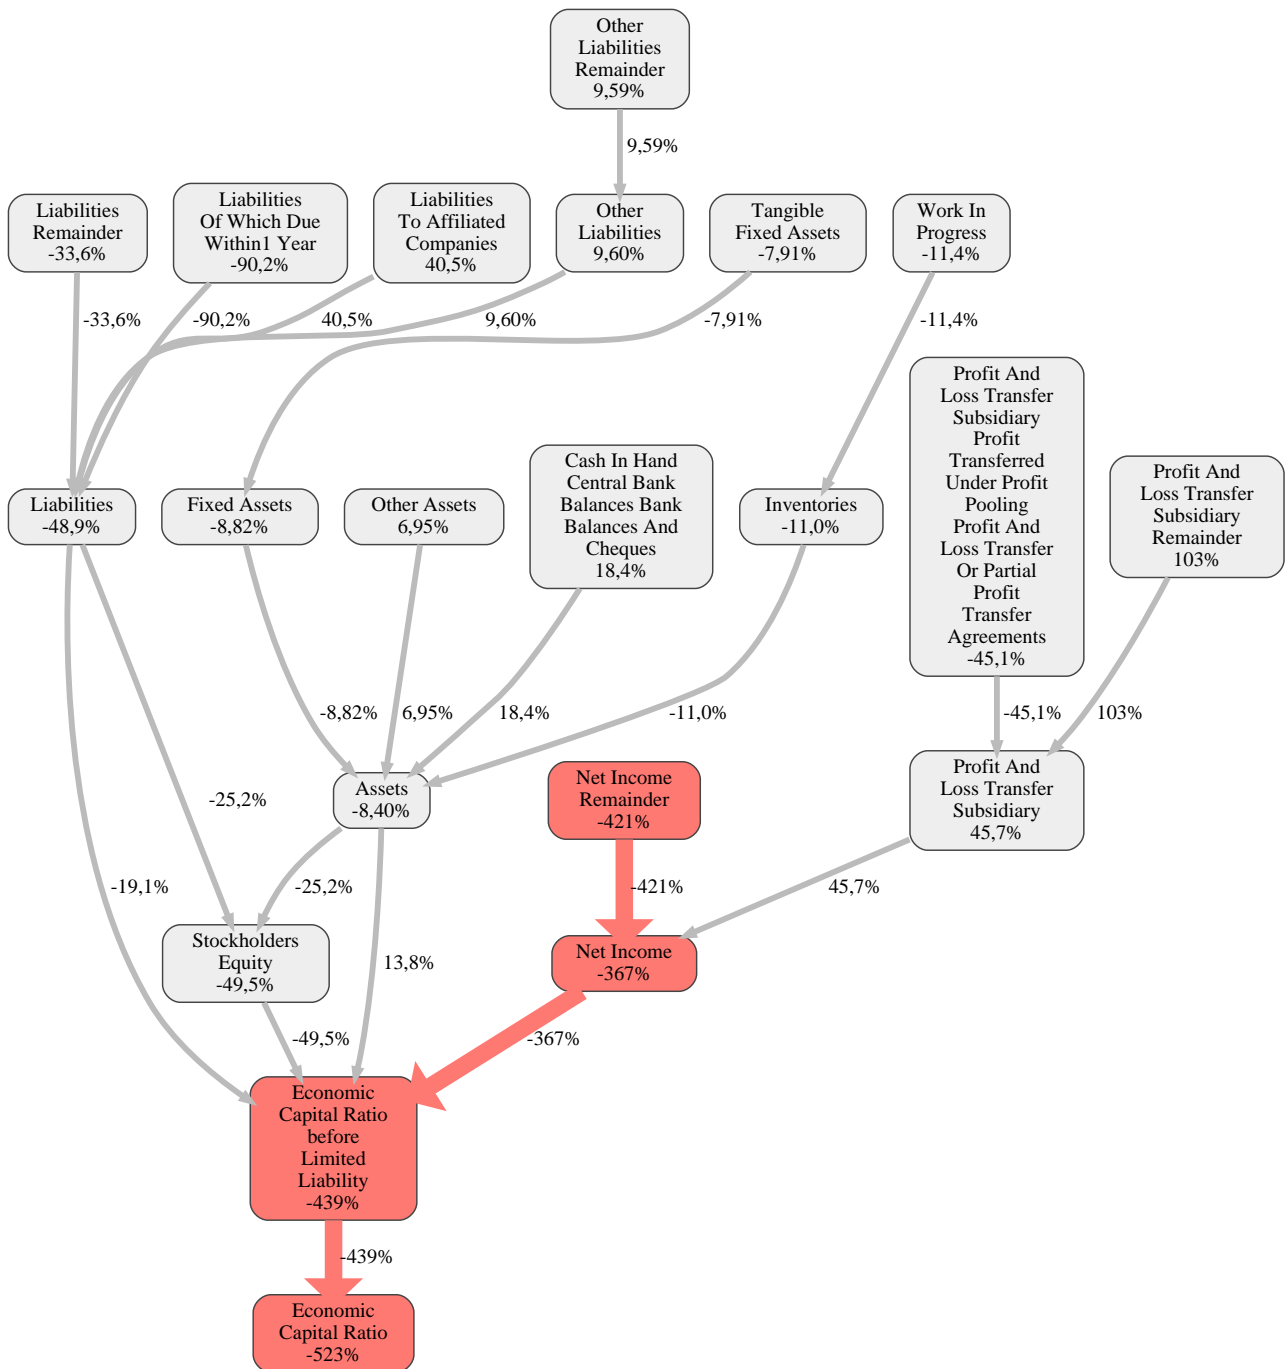 Other
Liabilities
Remainder
9,59%
9,59%
Liabilities
Remainder
-33,6%
Liabilities
Of Which Due
Within1 Year
-90,2%
Liabilities
To Affiliated
Companies
40,5%
Other
Liabilities
9,60%
Tangible
Fixed Assets
-7,91%
Work In
Progress
-11,4%
-33,6%
-90,2%
40,5%
9,60%
-7,91%
-11,4%
Profit And
Loss Transfer
Subsidiary
Profit
Transferred
Under Profit
Pooling
Profit And
Loss Transfer
Or Partial
Profit
Transfer
Agreements
-45,1%
Profit And
Loss Transfer
Subsidiary
Remainder
103%
Liabilities
-48,9%
Fixed Assets
-8,82%
Other Assets
6,95%
Cash In Hand
Central Bank
Balances Bank
Balances And
Cheques
18,4%
Inventories
-11,0%
-8,82%
6,95%
18,4%
-11,0%
-45,1%
103%
-25,2%
Assets
-8,40%
Net Income
Remainder
-421%
Profit And
Loss Transfer
Subsidiary
45,7%
-19,1%
-25,2%
-421%
45,7%
Stockholders
Equity
-49,5%
13,8%
Net Income
-367%
-49,5%
-367%
Economic
Capital Ratio
before
Limited
Liability
-439%
-439%
Economic
Capital Ratio
-523%